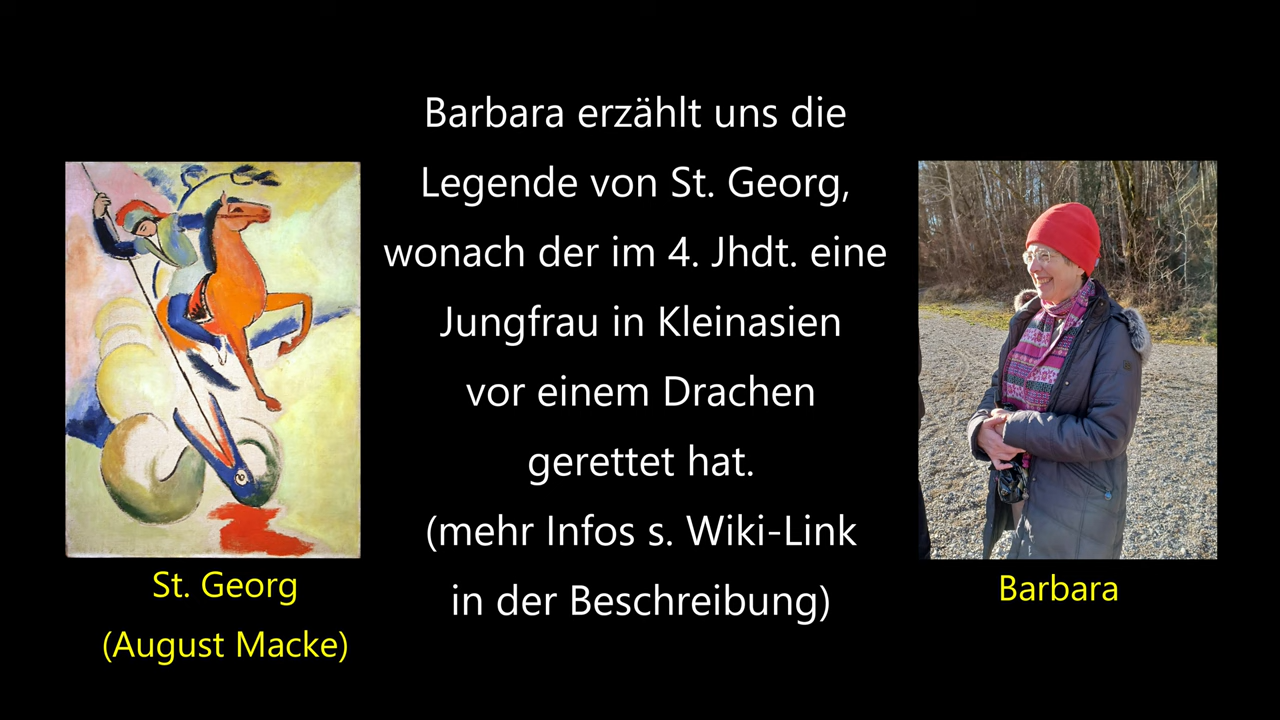 Barbara erzählt uns die
Legende von St. Georg,
wonach der im 4. Jhdt. eine
Jungfrau in Kleinasien
vor einem Drachen
gerettet hat.
(mehr Infos s. Wiki-Link
in der Beschreibung)
St. Georg
(August Macke)
Barbara